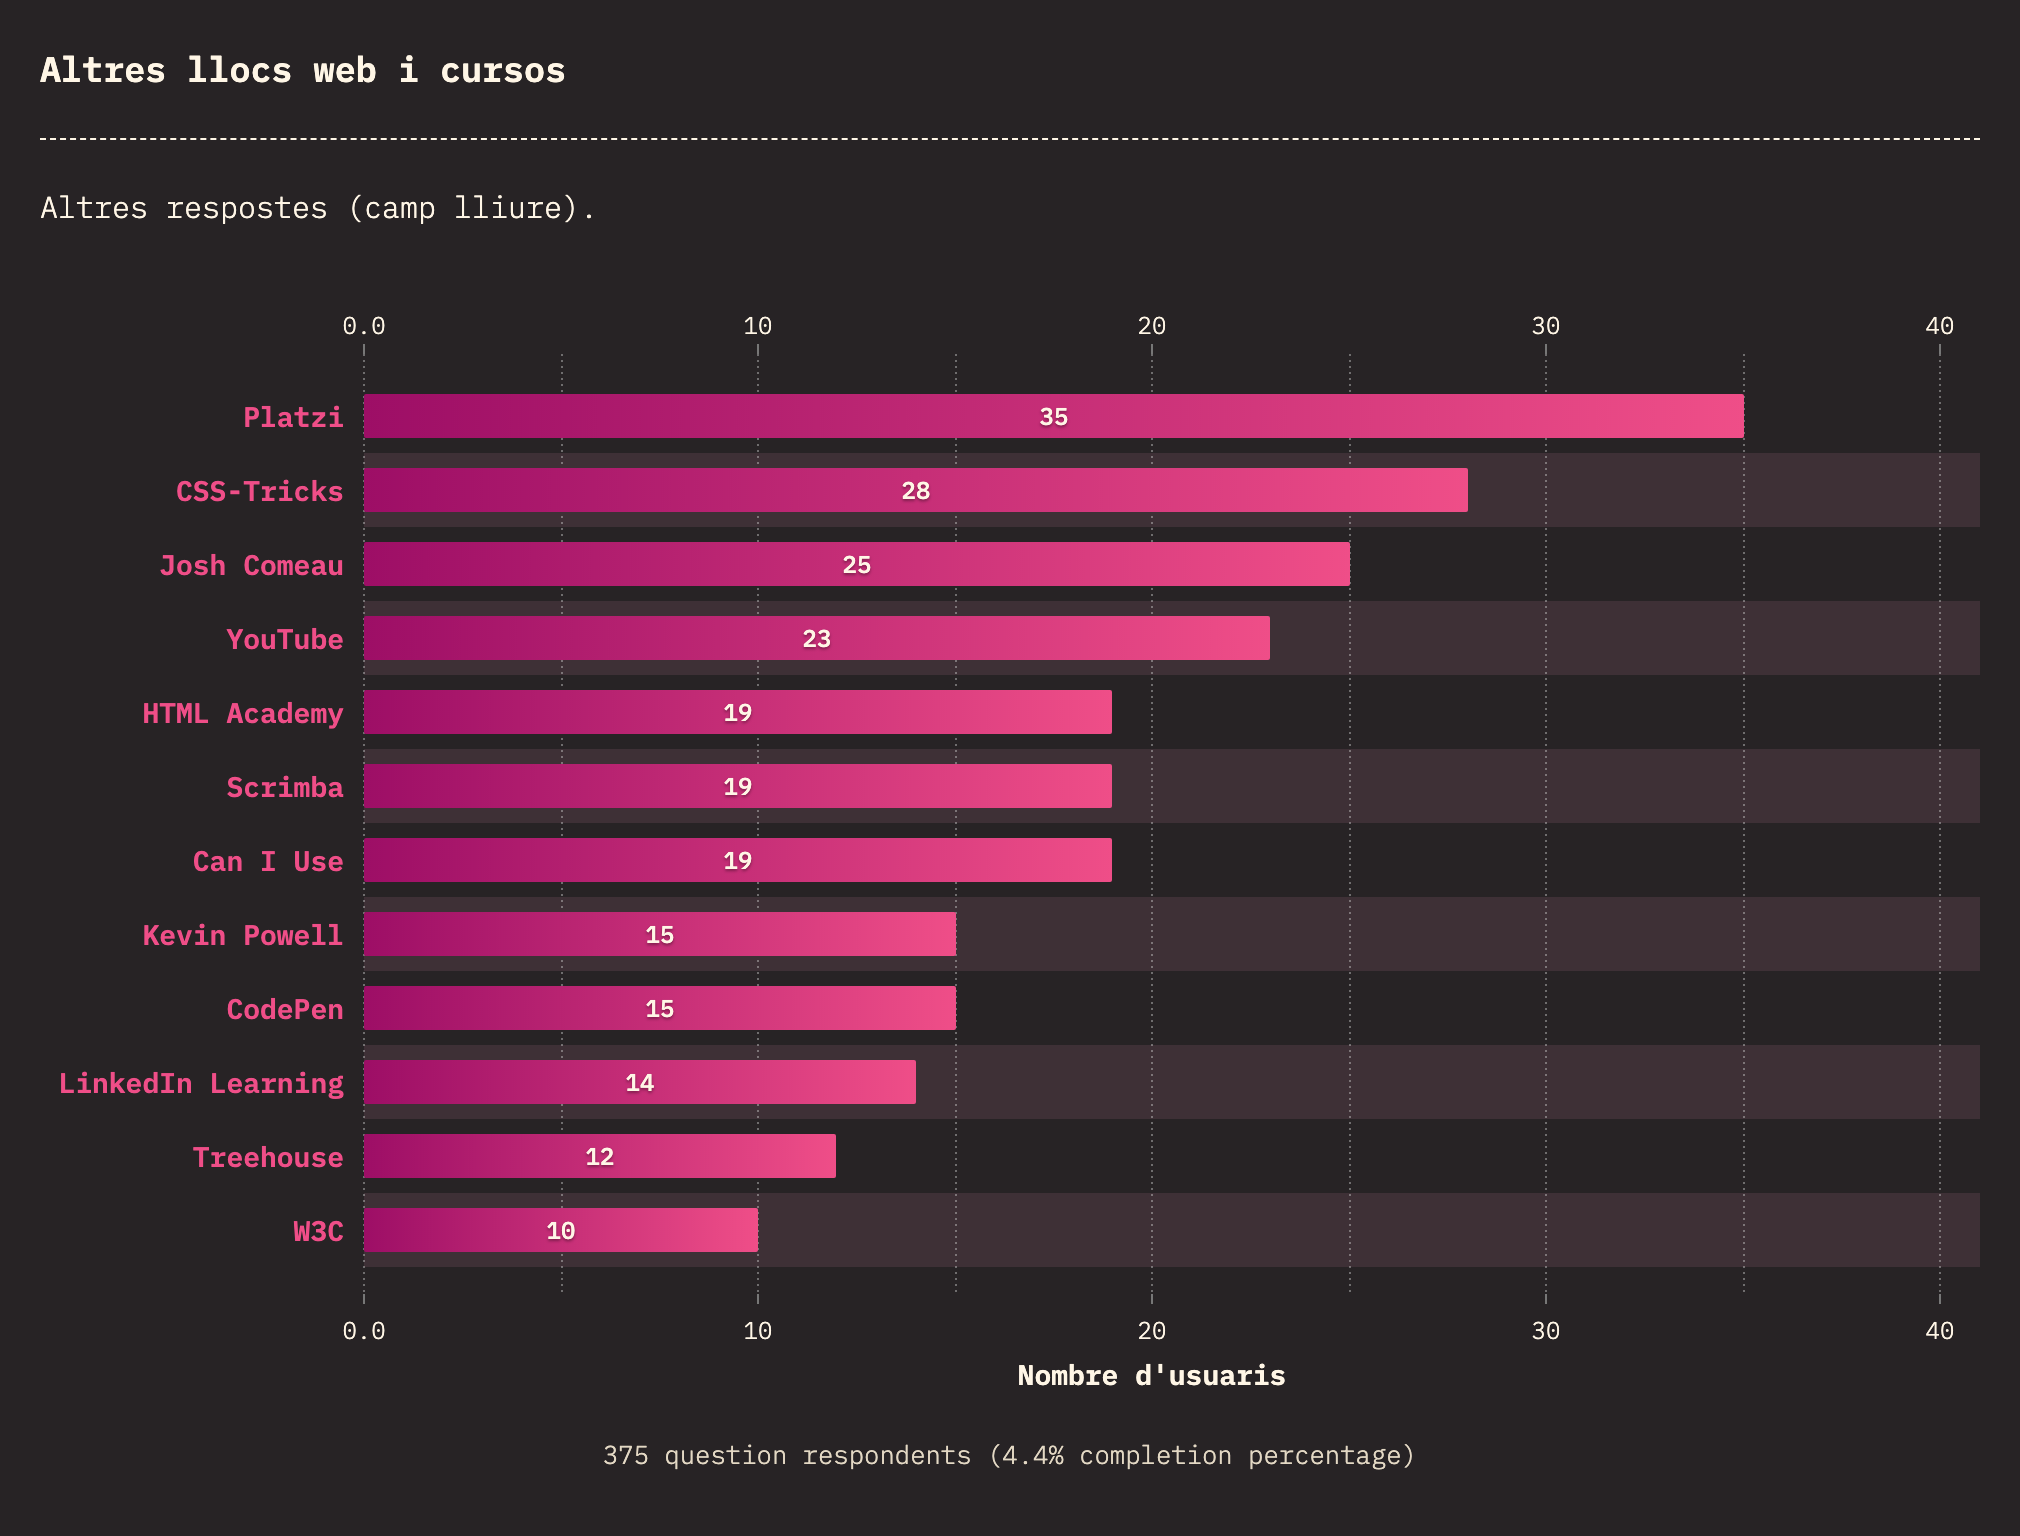 Altres llocs web i cursos
Altres respostes (camp lliure).
0.0 10 20 30 40
Platzi 35
CSS-Tricks 28
Josh Comeau 25
YouTube 23
HTML Academy 19
Scrimba 19
Can I Use 19
Kevin Powell 15
CodePen 15
LinkedIn Learning 14
Treehouse 12
W3C 10
0.0 10 20 30 40
Nombre d'usuaris
375 question respondents (4.4% completion percentage)